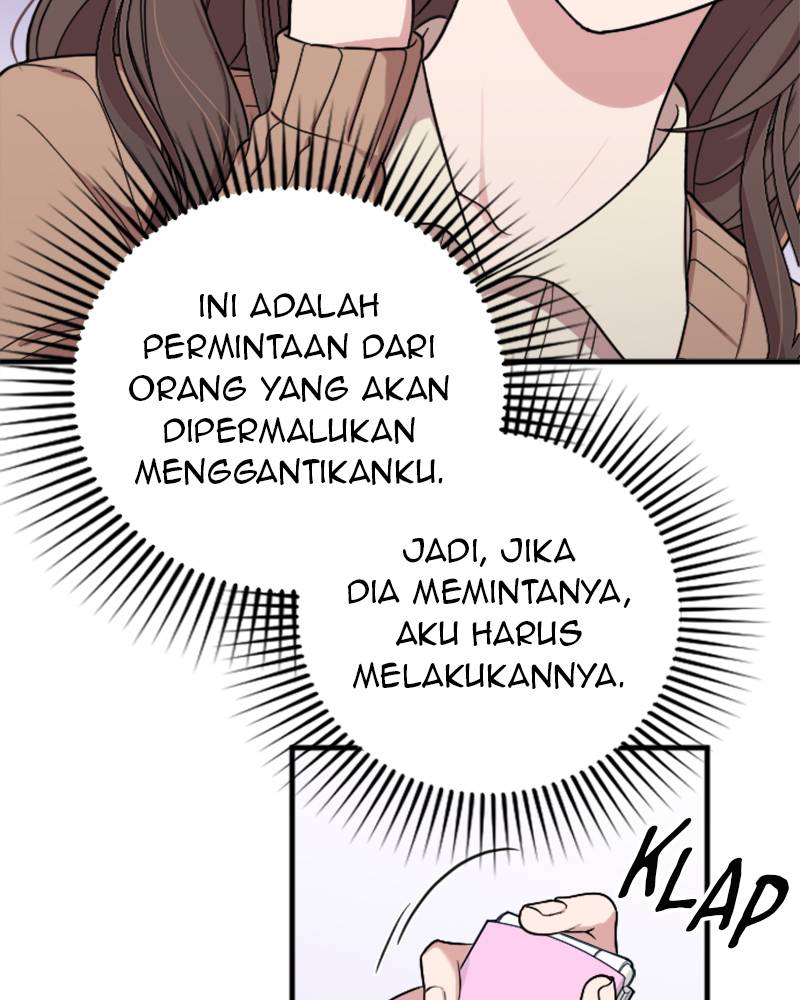 INI ADALAH
PERMINTAAN DARI
ORANG YANG AKAN
DIPERMALUKAN
MENGGANTIKANKU.
JADI, JIKA
DIA MEMINTANYA,
AKU HARUS
MELAKUKANNYA.
KLAP